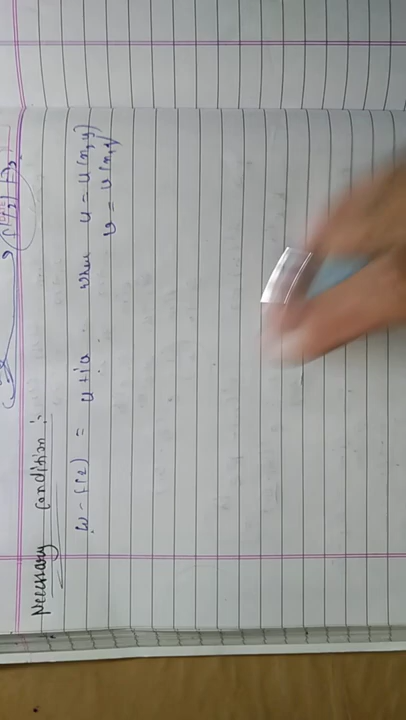 Necessary Condition :
w = f(z) = u + iv where u = u(x, y)
v = v(x, y)